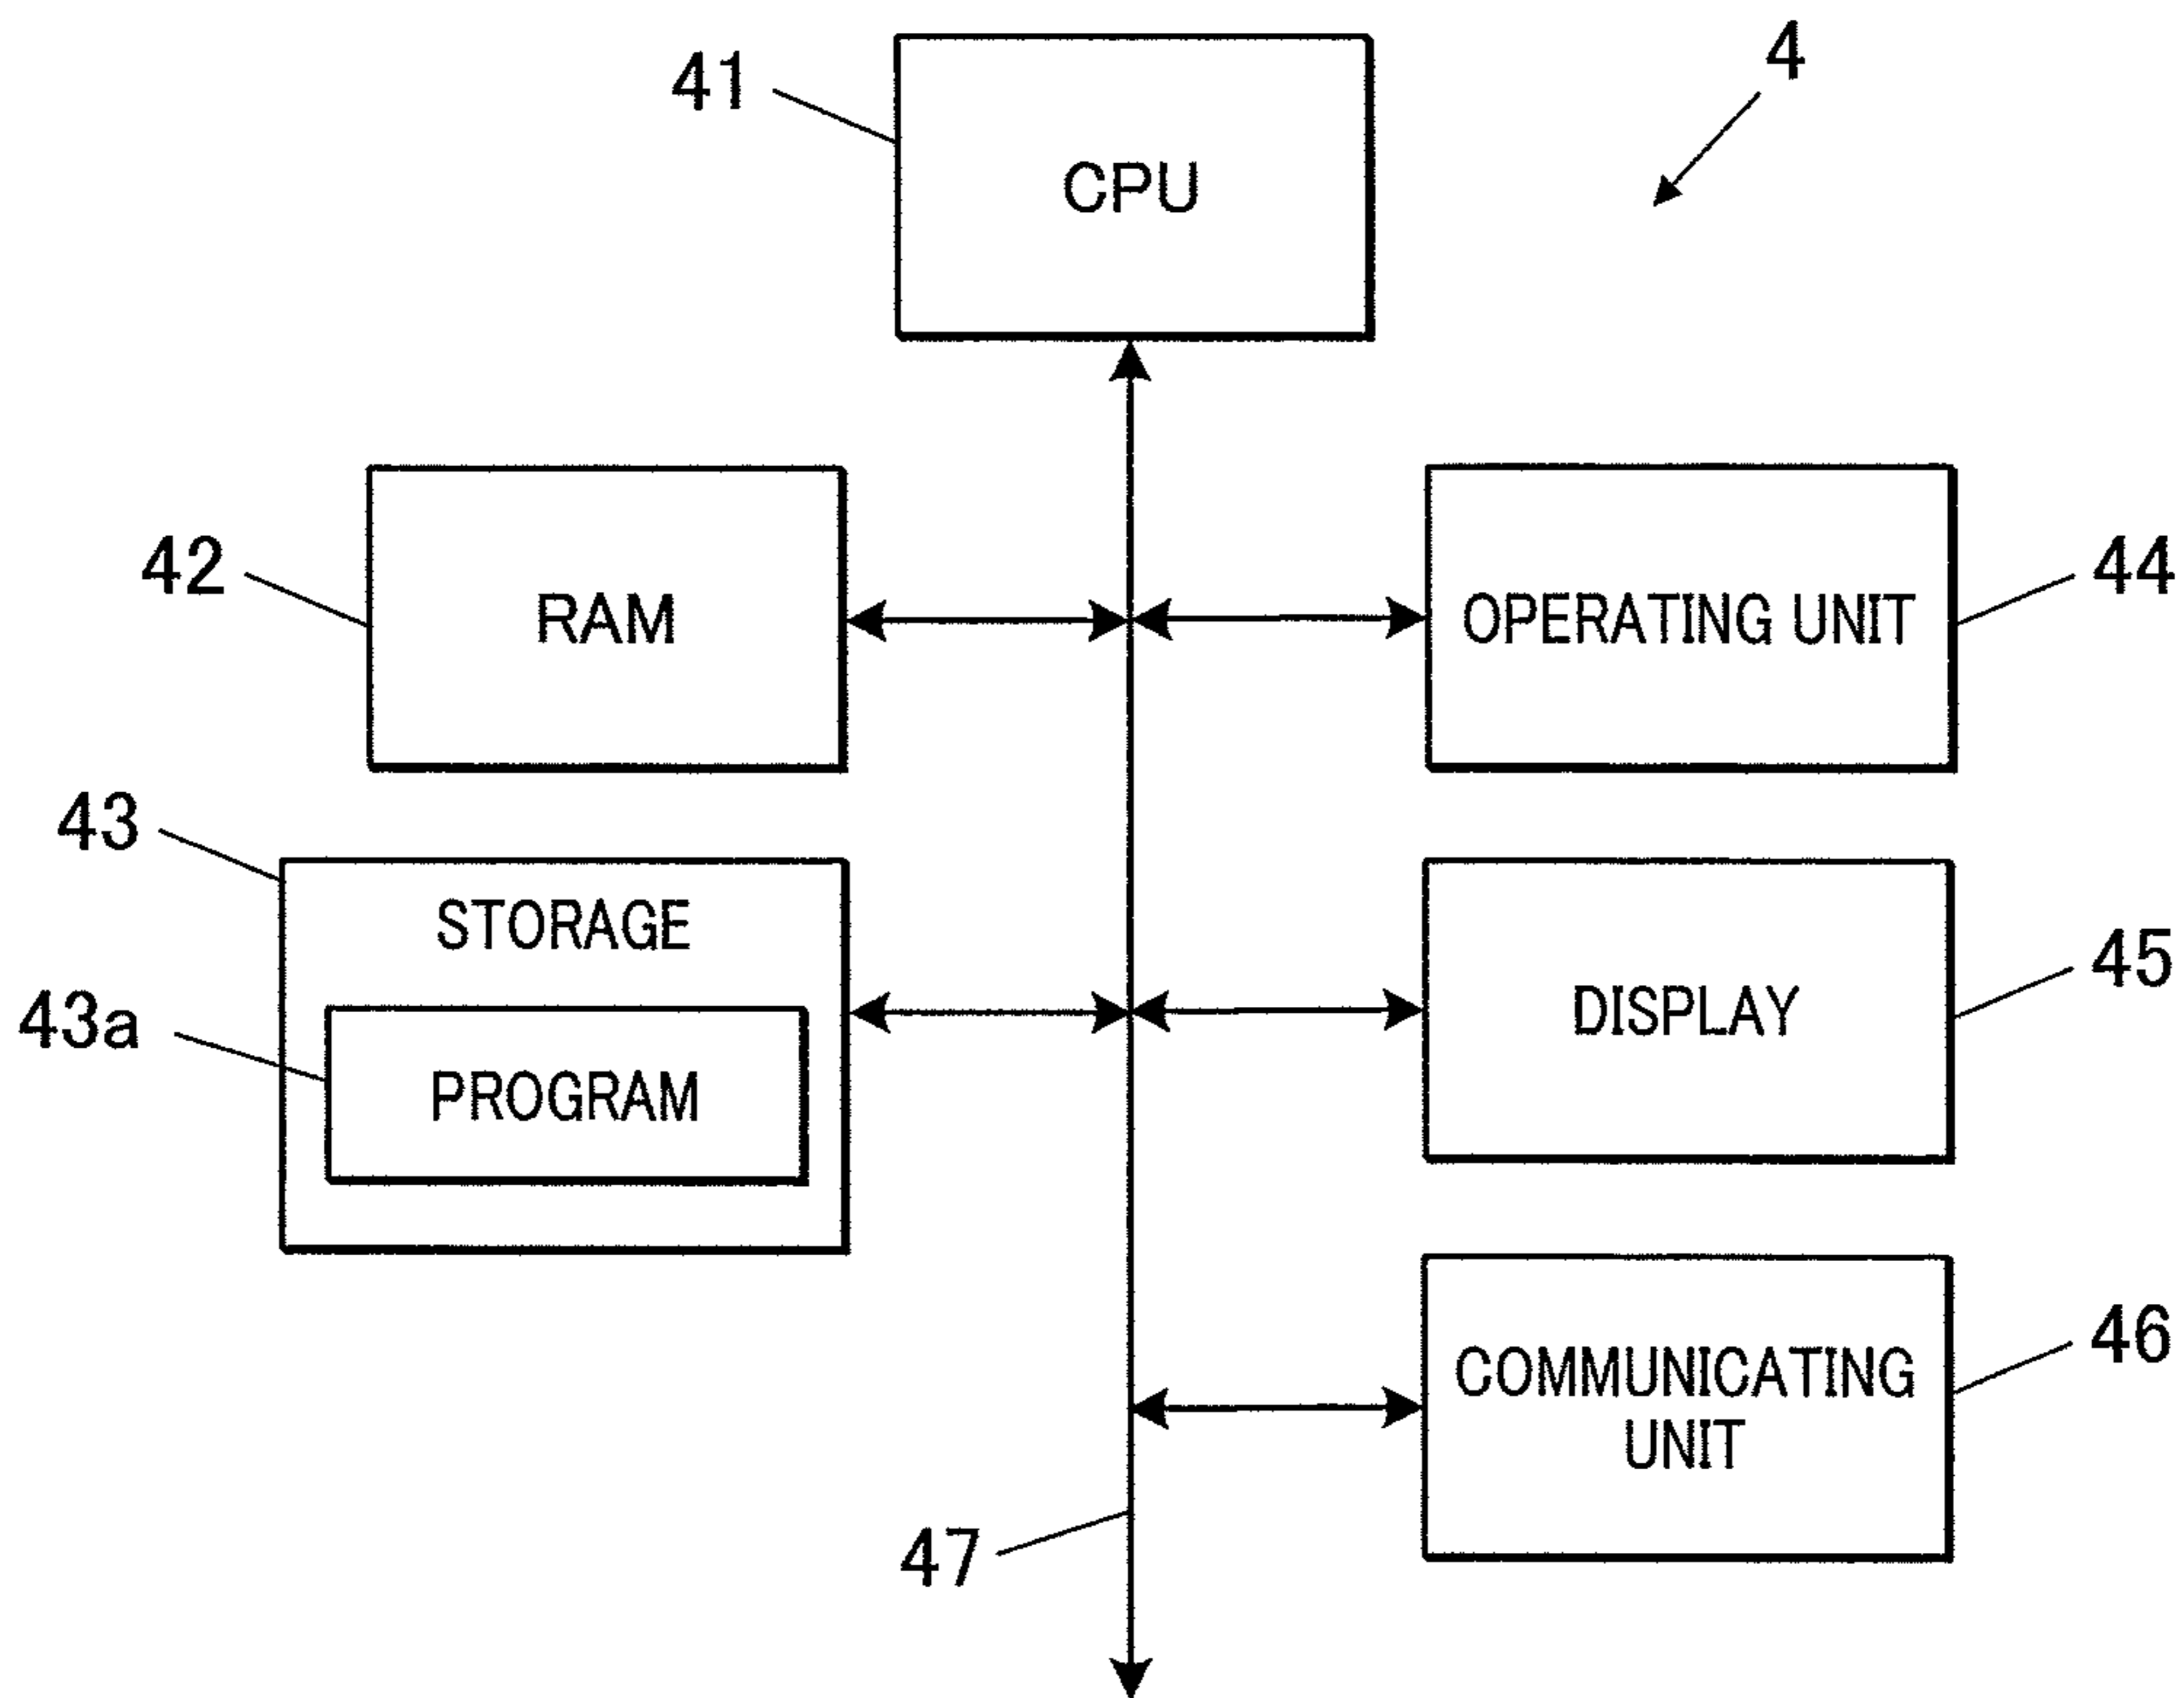 4
41
CPU
42
RAM
44
OPERATING UNIT
43
STORAGE
43a
PROGRAM
45
DISPLAY
46
COMMUNICATING
UNIT
47